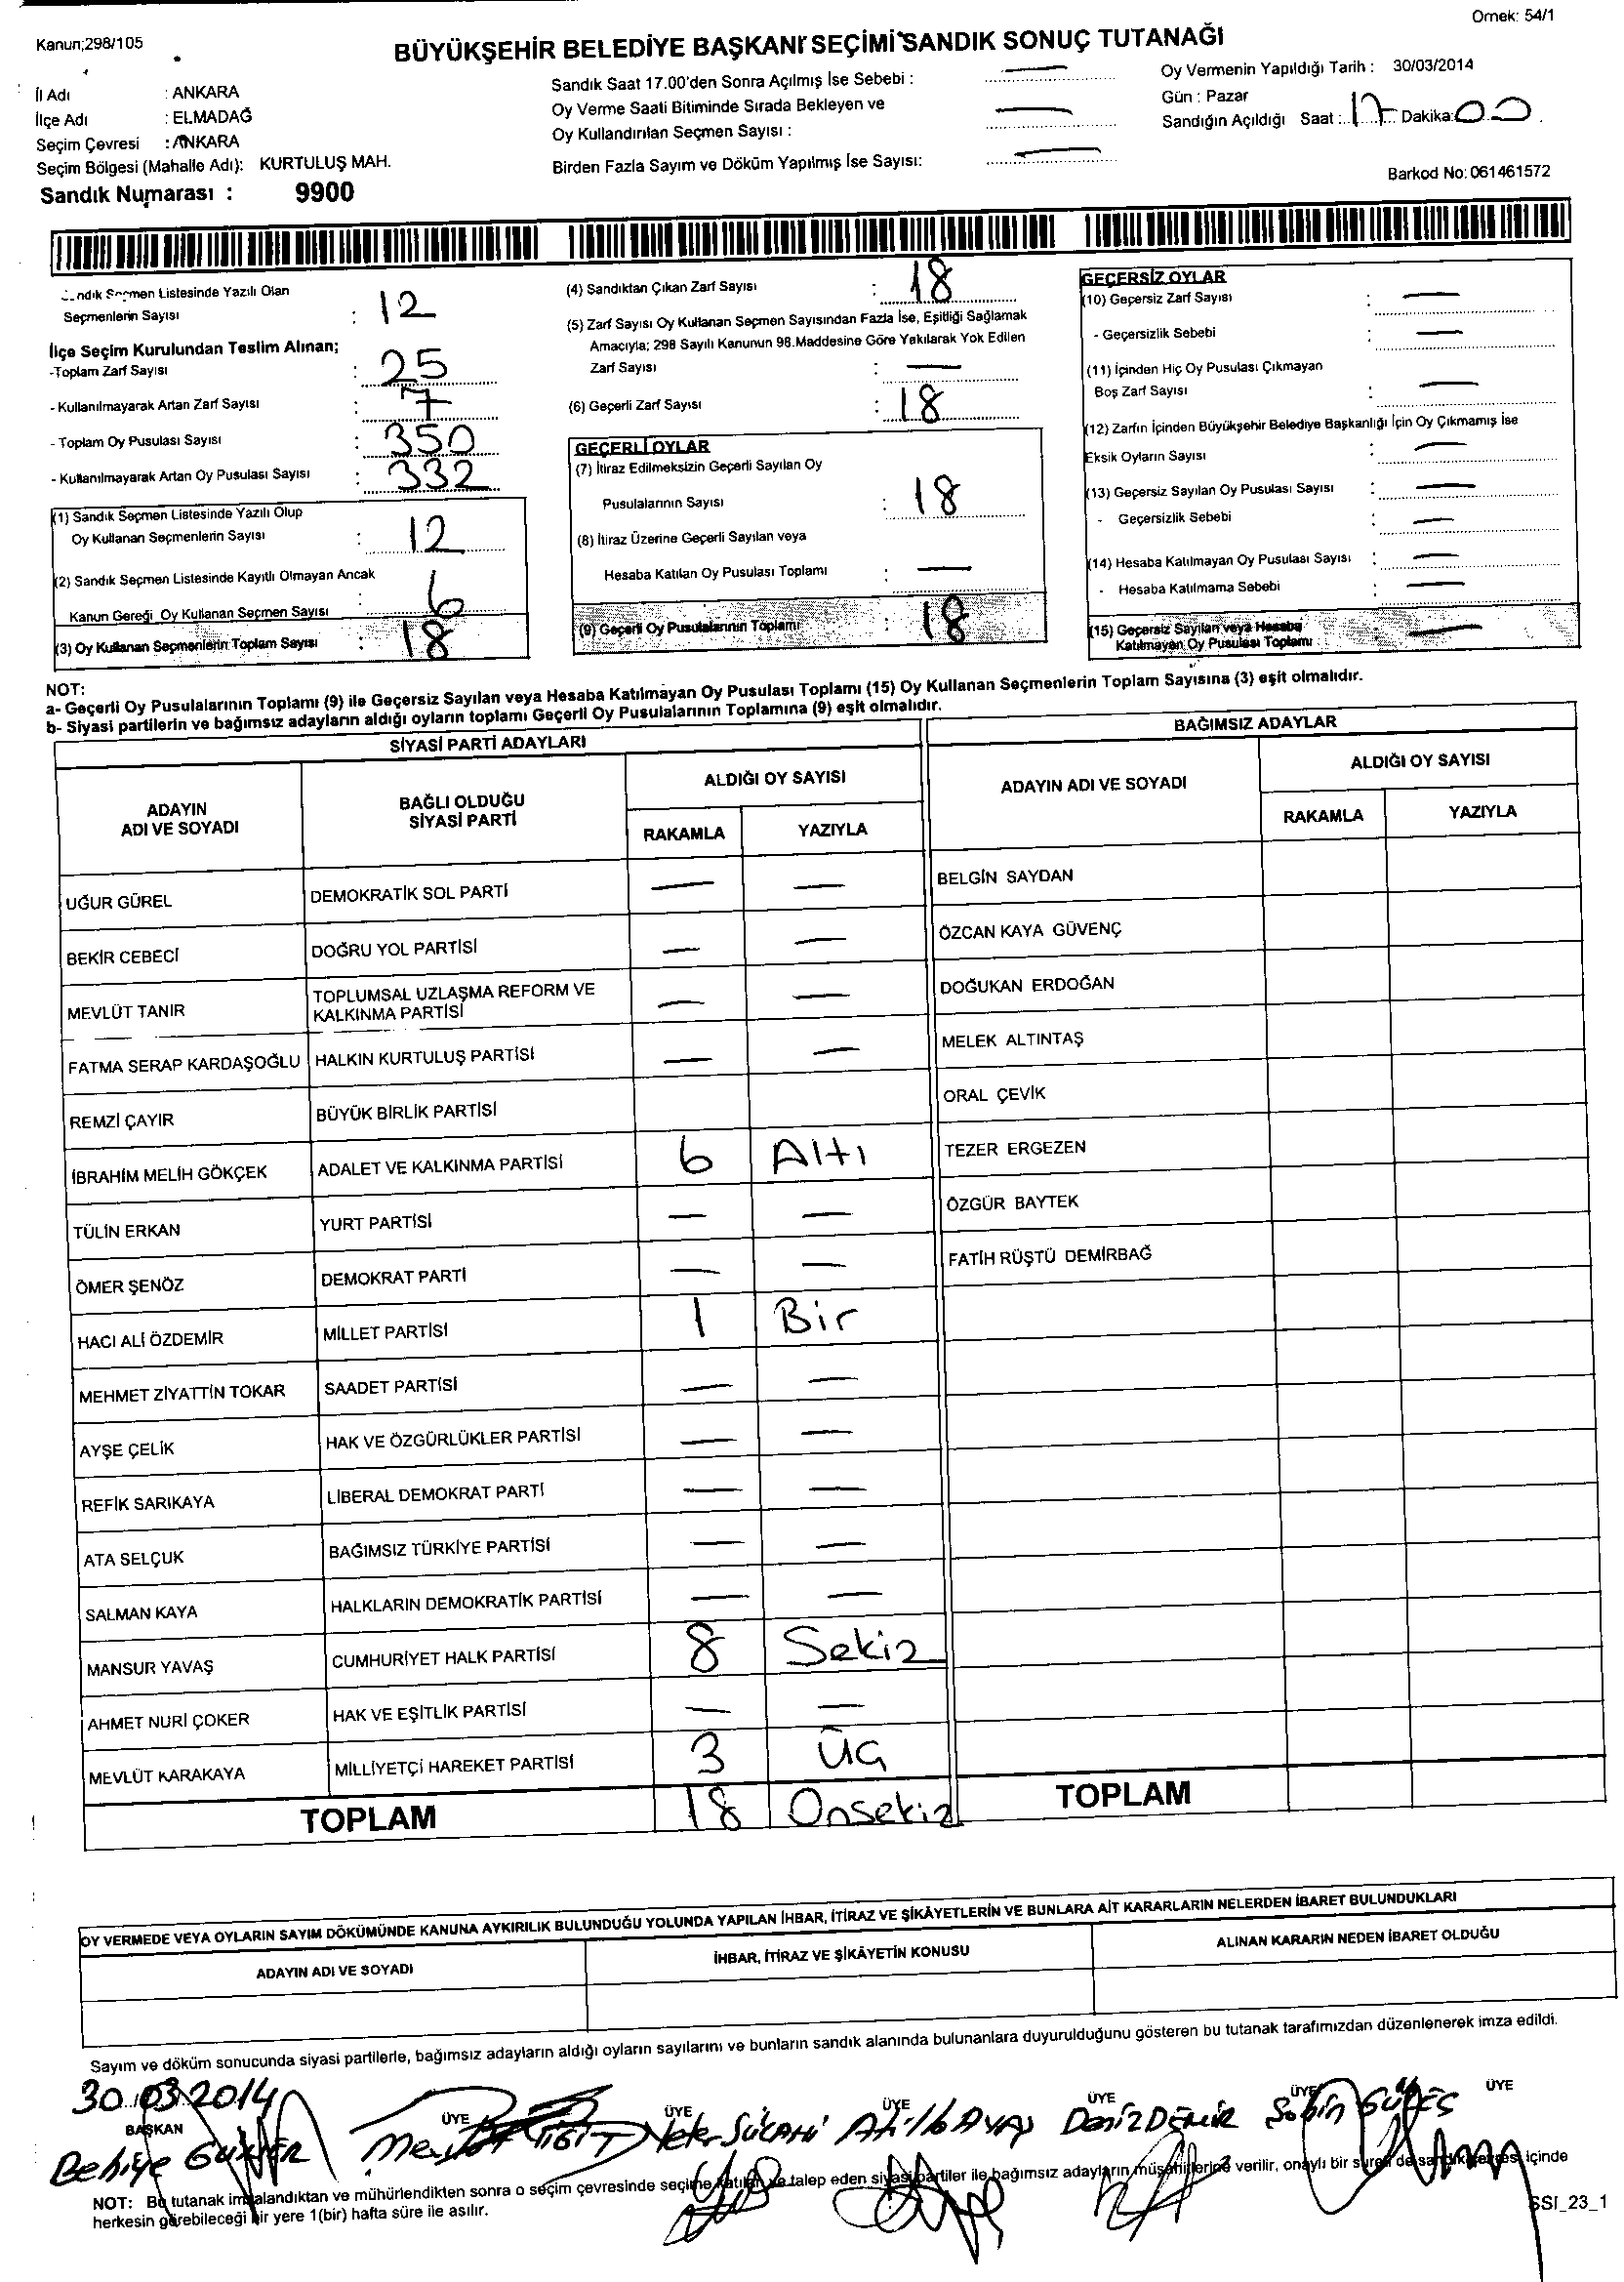 Ornek: 54/1
Kanun;298/105
BÜYÜKŞEHİR BELEDİYE BAŞKANI SEÇİMİ SANDIK SONUÇ TUTANAĞI
İl Adı : ANKARA
İlçe Adı : ELMADAĞ
Seçim Çevresi : ANKARA
Seçim Bölgesi (Mahalle Adı): KURTULUŞ MAH.
Sandık Numarası : 9900
Sandık Saat 17.00'den Sonra Açılmış İse Sebebi : —
Oy Verme Saati Bitiminde Sırada Bekleyen ve
Oy Kullandırılan Seçmen Sayısı : —
Birden Fazla Sayım ve Döküm Yapılmış İse Sayısı: —
Oy Vermenin Yapıldığı Tarih : 30/03/2014
Gün : Pazar
Sandığın Açıldığı Saat : 17 Dakika: 00
Barkod No: 061461572
Sandık Seçmen Listesinde Yazılı Olan
Seçmenlerin Sayısı : 12
İlçe Seçim Kurulundan Teslim Alınan;
-Toplam Zarf Sayısı : 25
- Kullanılmayarak Artan Zarf Sayısı : 7
- Toplam Oy Pusulası Sayısı : 350
- Kullanılmayarak Artan Oy Pusulası Sayısı : 332
(1) Sandık Seçmen Listesinde Yazılı Olup
Oy Kullanan Seçmenlerin Sayısı : 12
(2) Sandık Seçmen Listesinde Kayıtlı Olmayan Ancak
Kanun Gereği Oy Kullanan Seçmen Sayısı : 6
(3) Oy Kullanan Seçmenlerin Toplam Sayısı : 18
(4) Sandıktan Çıkan Zarf Sayısı : 18
(5) Zarf Sayısı Oy Kullanan Seçmen Sayısından Fazla İse, Eşitliği Sağlamak
Amacıyla; 298 Sayılı Kanunun 98.Maddesine Göre Yakılarak Yok Edilen
Zarf Sayısı : —
(6) Geçerli Zarf Sayısı : 18
GEÇERLİ OYLAR
(7) İtiraz Edilmeksizin Geçerli Sayılan Oy
Pusulalarının Sayısı : 18
(8) İtiraz Üzerine Geçerli Sayılan veya
Hesaba Katılan Oy Pusulası Toplamı : —
(9) Geçerli Oy Pusulalarının Toplamı : 18
GEÇERSİZ OYLAR
(10) Geçersiz Zarf Sayısı : —
- Geçersizlik Sebebi : —
(11) İçinden Hiç Oy Pusulası Çıkmayan
Boş Zarf Sayısı : —
(12) Zarfın İçinden Büyükşehir Belediye Başkanlığı İçin Oy Çıkmamış İse
Eksik Oyların Sayısı : —
(13) Geçersiz Sayılan Oy Pusulası Sayısı : —
- Geçersizlik Sebebi : —
(14) Hesaba Katılmayan Oy Pusulası Sayısı : —
- Hesaba Katılmama Sebebi : —
(15) Geçersiz Sayılan veya Hesaba
Katılmayan Oy Pusulası Toplamı : —
NOT:
a- Geçerli Oy Pusulalarının Toplamı (9) ile Geçersiz Sayılan veya Hesaba Katılmayan Oy Pusulası Toplamı (15) Oy Kullanan Seçmenlerin Toplam Sayısına (3) eşit olmalıdır.
b- Siyasi partilerin ve bağımsız adayların aldığı oyların toplamı Geçerli Oy Pusulalarının Toplamına (9) eşit olmalıdır.
SİYASİ PARTİ ADAYLARI
ADAYIN ADI VE SOYADI BAĞLI OLDUĞU SİYASİ PARTİ ALDIĞI OY SAYISI
RAKAMLA YAZIYLA
UĞUR GÜREL DEMOKRATİK SOL PARTİ — —
BEKİR CEBECİ DOĞRU YOL PARTİSİ — —
MEVLÜT TANIR TOPLUMSAL UZLAŞMA REFORM VE KALKINMA PARTİSİ — —
FATMA SERAP KARDAŞOĞLU HALKIN KURTULUŞ PARTİSİ — —
REMZİ ÇAYIR BÜYÜK BİRLİK PARTİSİ
İBRAHİM MELİH GÖKÇEK ADALET VE KALKINMA PARTİSİ 6 Altı
TÜLİN ERKAN YURT PARTİSİ — —
ÖMER ŞENÖZ DEMOKRAT PARTİ — —
HACI ALİ ÖZDEMİR MİLLET PARTİSİ 1 Bir
MEHMET ZİYATTİN TOKAR SAADET PARTİSİ — —
AYŞE ÇELİK HAK VE ÖZGÜRLÜKLER PARTİSİ — —
REFİK SARIKAYA LİBERAL DEMOKRAT PARTİ — —
ATA SELÇUK BAĞIMSIZ TÜRKİYE PARTİSİ — —
SALMAN KAYA HALKLARIN DEMOKRATİK PARTİSİ — —
MANSUR YAVAŞ CUMHURİYET HALK PARTİSİ 8 Sekiz
AHMET NURİ ÇOKER HAK VE EŞİTLİK PARTİSİ — —
MEVLÜT KARAKAYA MİLLİYETÇİ HAREKET PARTİSİ 3 Üç
TOPLAM 18 Onsekiz
BAĞIMSIZ ADAYLAR
ADAYIN ADI VE SOYADI ALDIĞI OY SAYISI
RAKAMLA YAZIYLA
BELGİN SAYDAN
ÖZCAN KAYA GÜVENÇ
DOĞUKAN ERDOĞAN
MELEK ALTINTAŞ
ORAL ÇEVİK
TEZER ERGEZEN
ÖZGÜR BAYTEK
FATİH RÜŞTÜ DEMİRBAĞ
TOPLAM
OY VERMEDE VEYA OYLARIN SAYIM DÖKÜMÜNDE KANUNA AYKIRILIK BULUNDUĞU YOLUNDA YAPILAN İHBAR, İTİRAZ VE ŞİKÂYETLERİN VE BUNLARA AİT KARARLARIN NELERDEN İBARET BULUNDUKLARI
ADAYIN ADI VE SOYADI İHBAR, İTİRAZ VE ŞİKÂYETİN KONUSU ALINAN KARARIN NEDEN İBARET OLDUĞU
Sayım ve döküm sonucunda siyasi partilerle, bağımsız adayların aldığı oyların sayılarını ve bunların sandık alanında bulunanlara duyurulduğunu gösteren bu tutanak tarafımızdan düzenlenerek imza edildi.
30.03.2014
BAŞKAN ÜYE ÜYE ÜYE ÜYE ÜYE ÜYE
Behiye Deniz DEMİR
NOT: Bu tutanak imzalandıktan ve mühürlendikten sonra o seçim çevresinde seçime katılan ve talep eden siyasi partiler ile bağımsız adayların müşahitlerine verilir, onaylı bir sureti de sandık çevresi içinde
herkesin görebileceği bir yere 1(bir) hafta süre ile asılır.
SSI_23_1